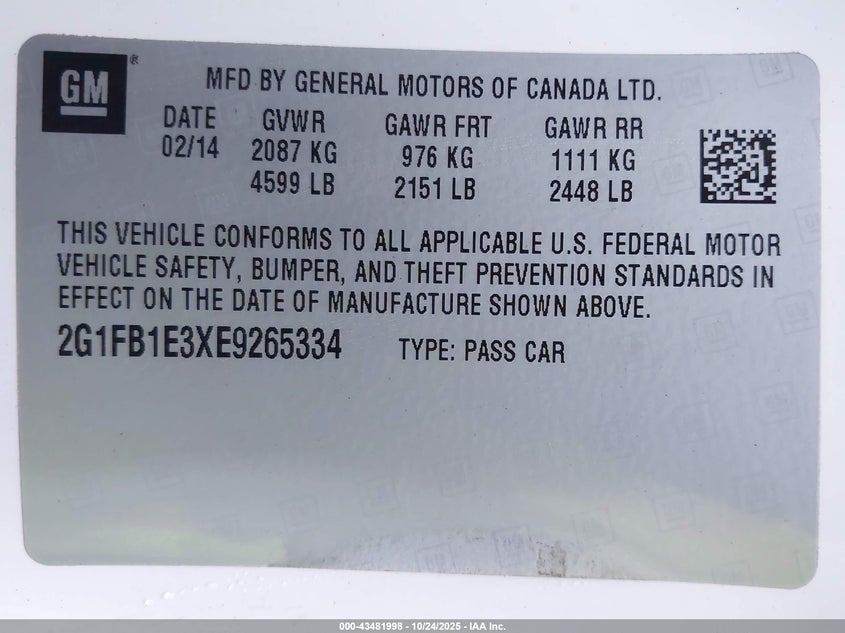 GM®
MFD BY GENERAL MOTORS OF CANADA LTD.
DATE GVWR GAWR FRT GAWR RR
02/14 2087 KG 976 KG 1111 KG
4599 LB 2151 LB 2448 LB
THIS VEHICLE CONFORMS TO ALL APPLICABLE U.S. FEDERAL MOTOR
VEHICLE SAFETY, BUMPER, AND THEFT PREVENTION STANDARDS IN
EFFECT ON THE DATE OF MANUFACTURE SHOWN ABOVE.
2G1FB1E3XE9265334 TYPE: PASS CAR
000-43481998 - 10/24/2025 - IAA Inc.